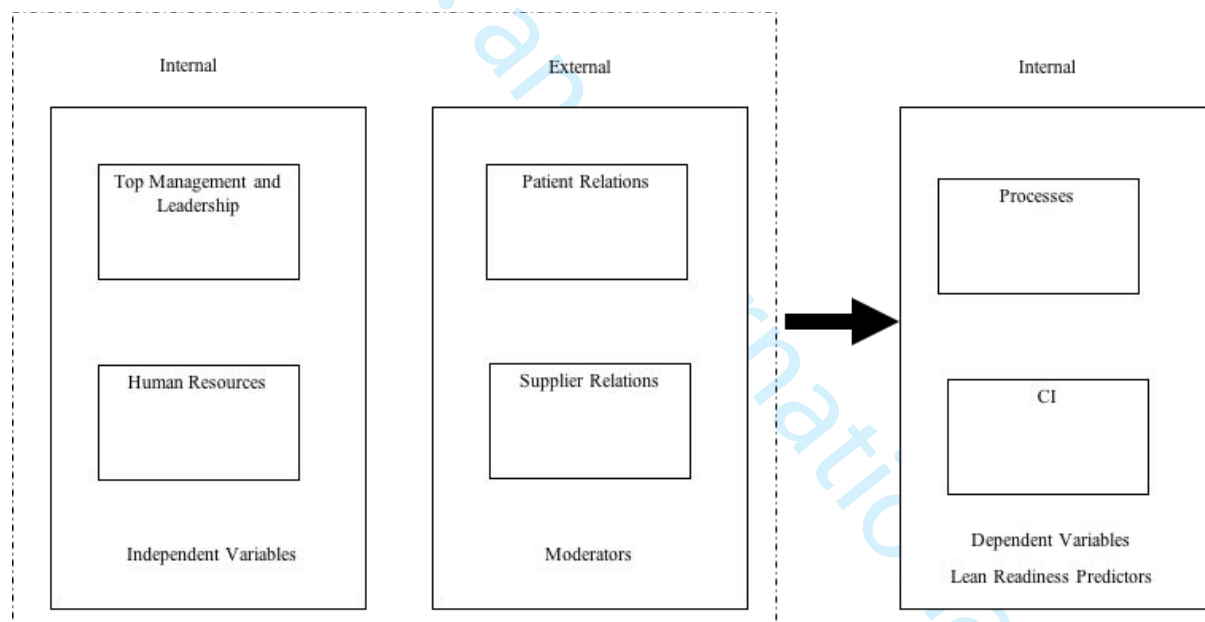 Internal
External
Internal
Top Management and
Leadership
Patient Relations
Processes
Human Resources
Supplier Relations
CI
Independent Variables
Moderators
Dependent Variables
Lean Readiness Predictors